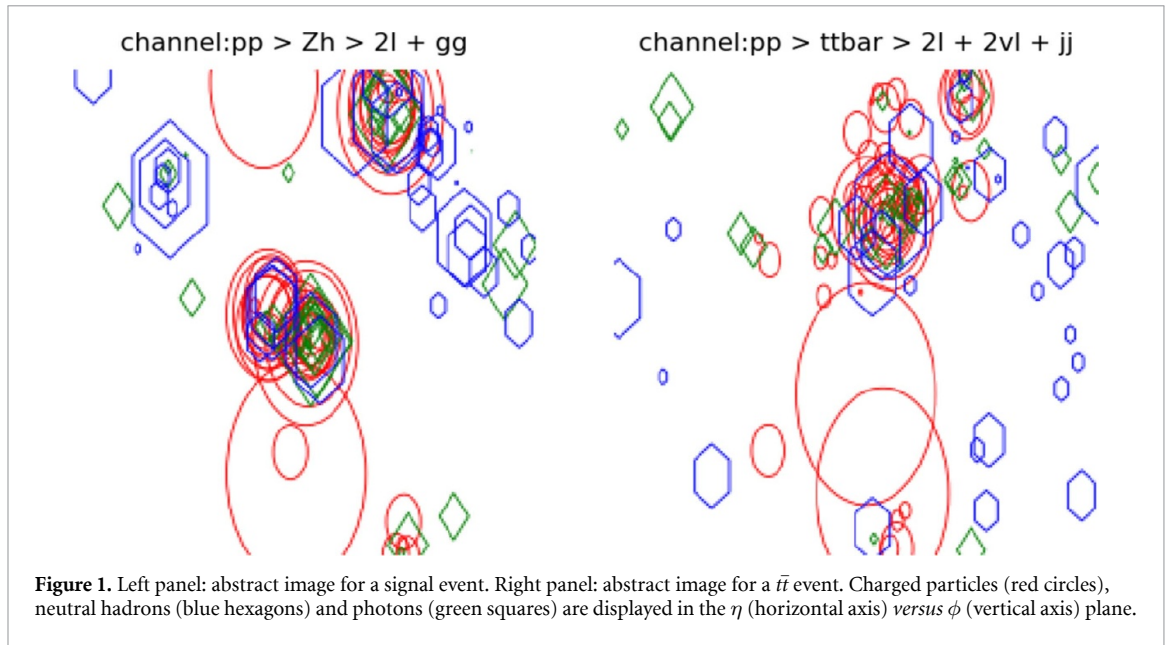 channel:pp > Zh > 2l + gg
channel:pp > ttbar > 2l + 2vl + jj
Figure 1. Left panel: abstract image for a signal event. Right panel: abstract image for a tt̄ event. Charged particles (red circles),
neutral hadrons (blue hexagons) and photons (green squares) are displayed in the η (horizontal axis) versus ϕ (vertical axis) plane.